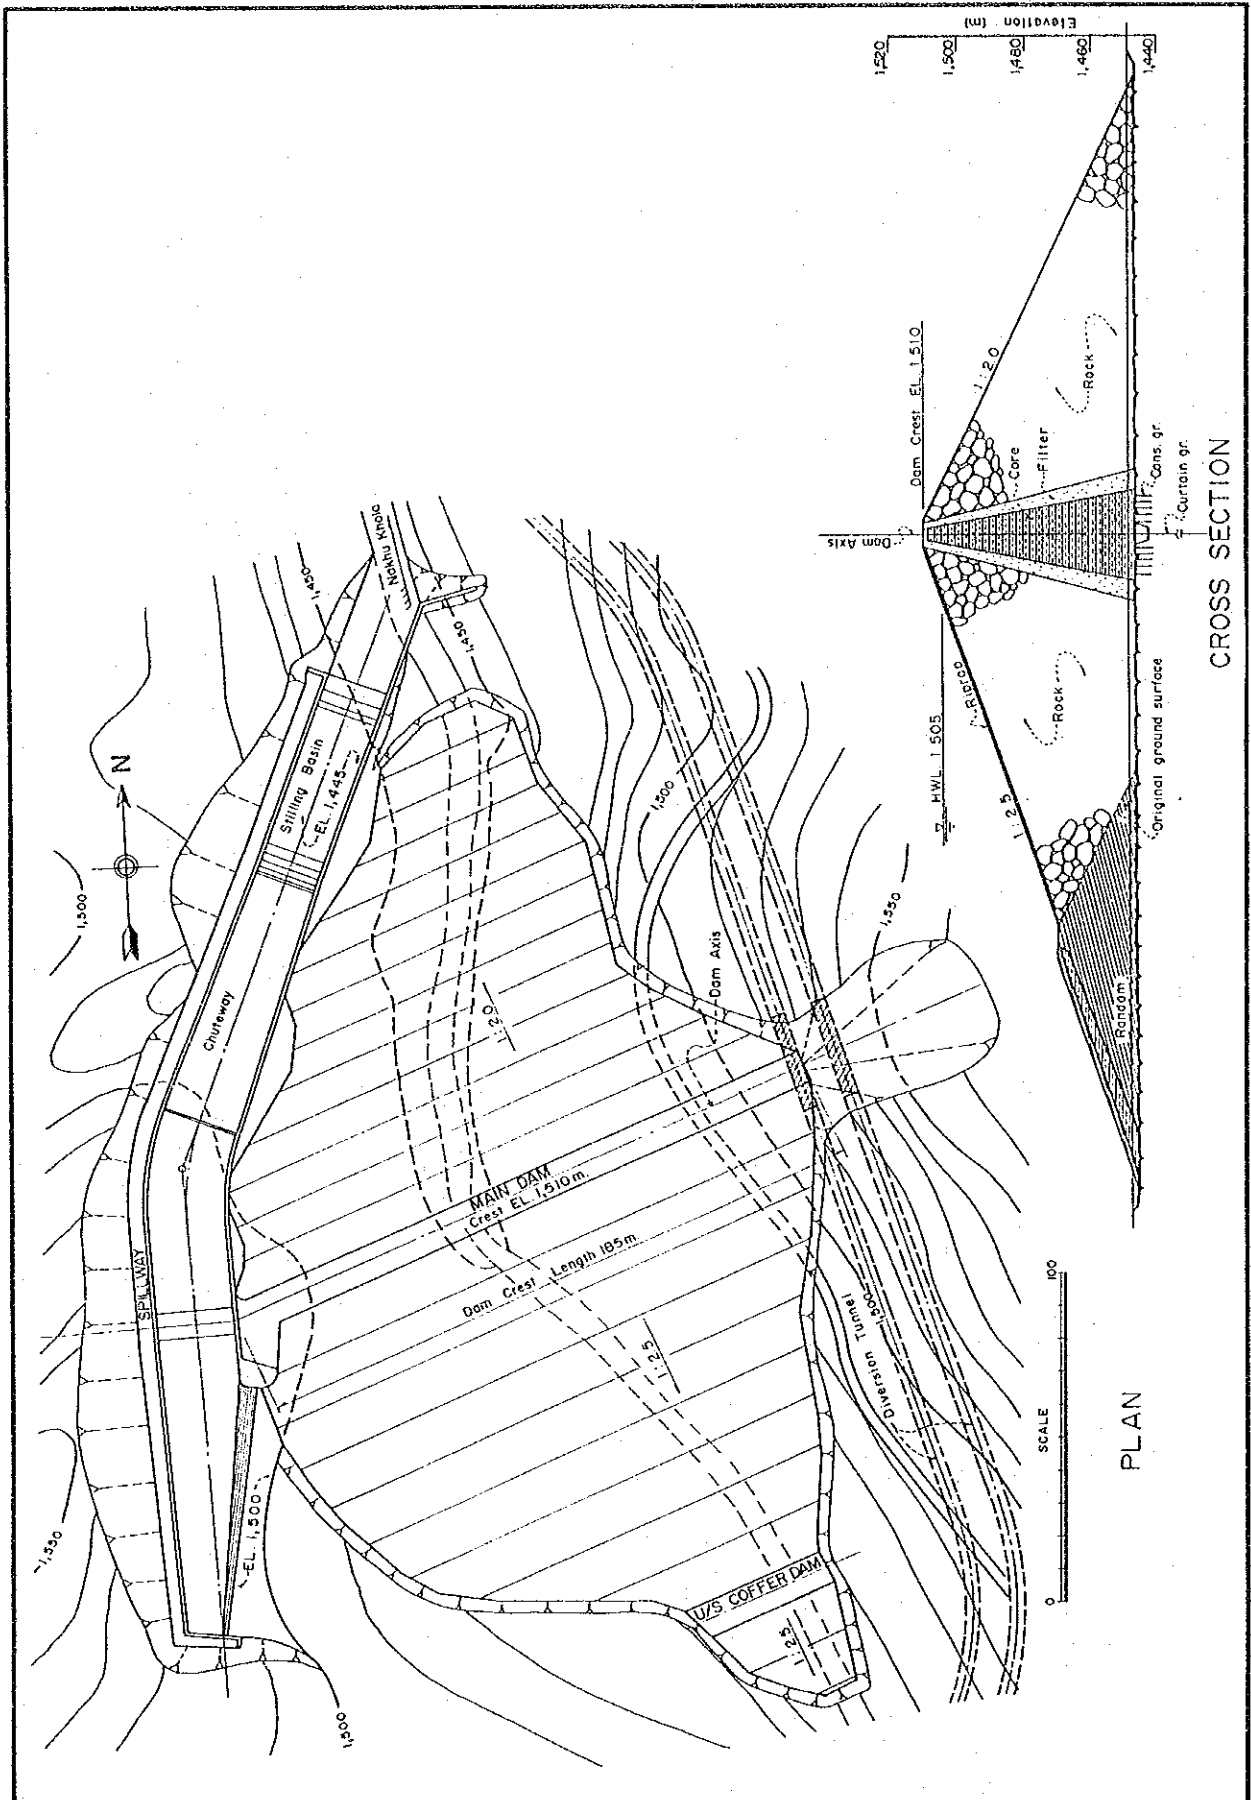 1,500
N
Stilling Basin
EL. 1,445
Chuteway
SPILLWAY
1,550
EL. 1,500
1,500
1,450
Nakhu Khola
1,450
1,500
1:2.0
Dam Axis
1,550
MAIN DAM
Crest EL. 1,510m.
Dam Crest Length 185m
1:2.5
Diversion Tunnel
1,500
U/S COFFER DAM
1:2.5
SCALE
0 100
PLAN
Elevation (m)
1,520
1,500
1,480
1,460
1,440
Dam Crest EL. 1,510
Dam Axis
HWL. 1,505
Riprap
1:2.0
1:2.5
Core
Filter
Rock
Rock
Random
Cons. gr.
Curtain gr.
Original ground surface
CROSS SECTION